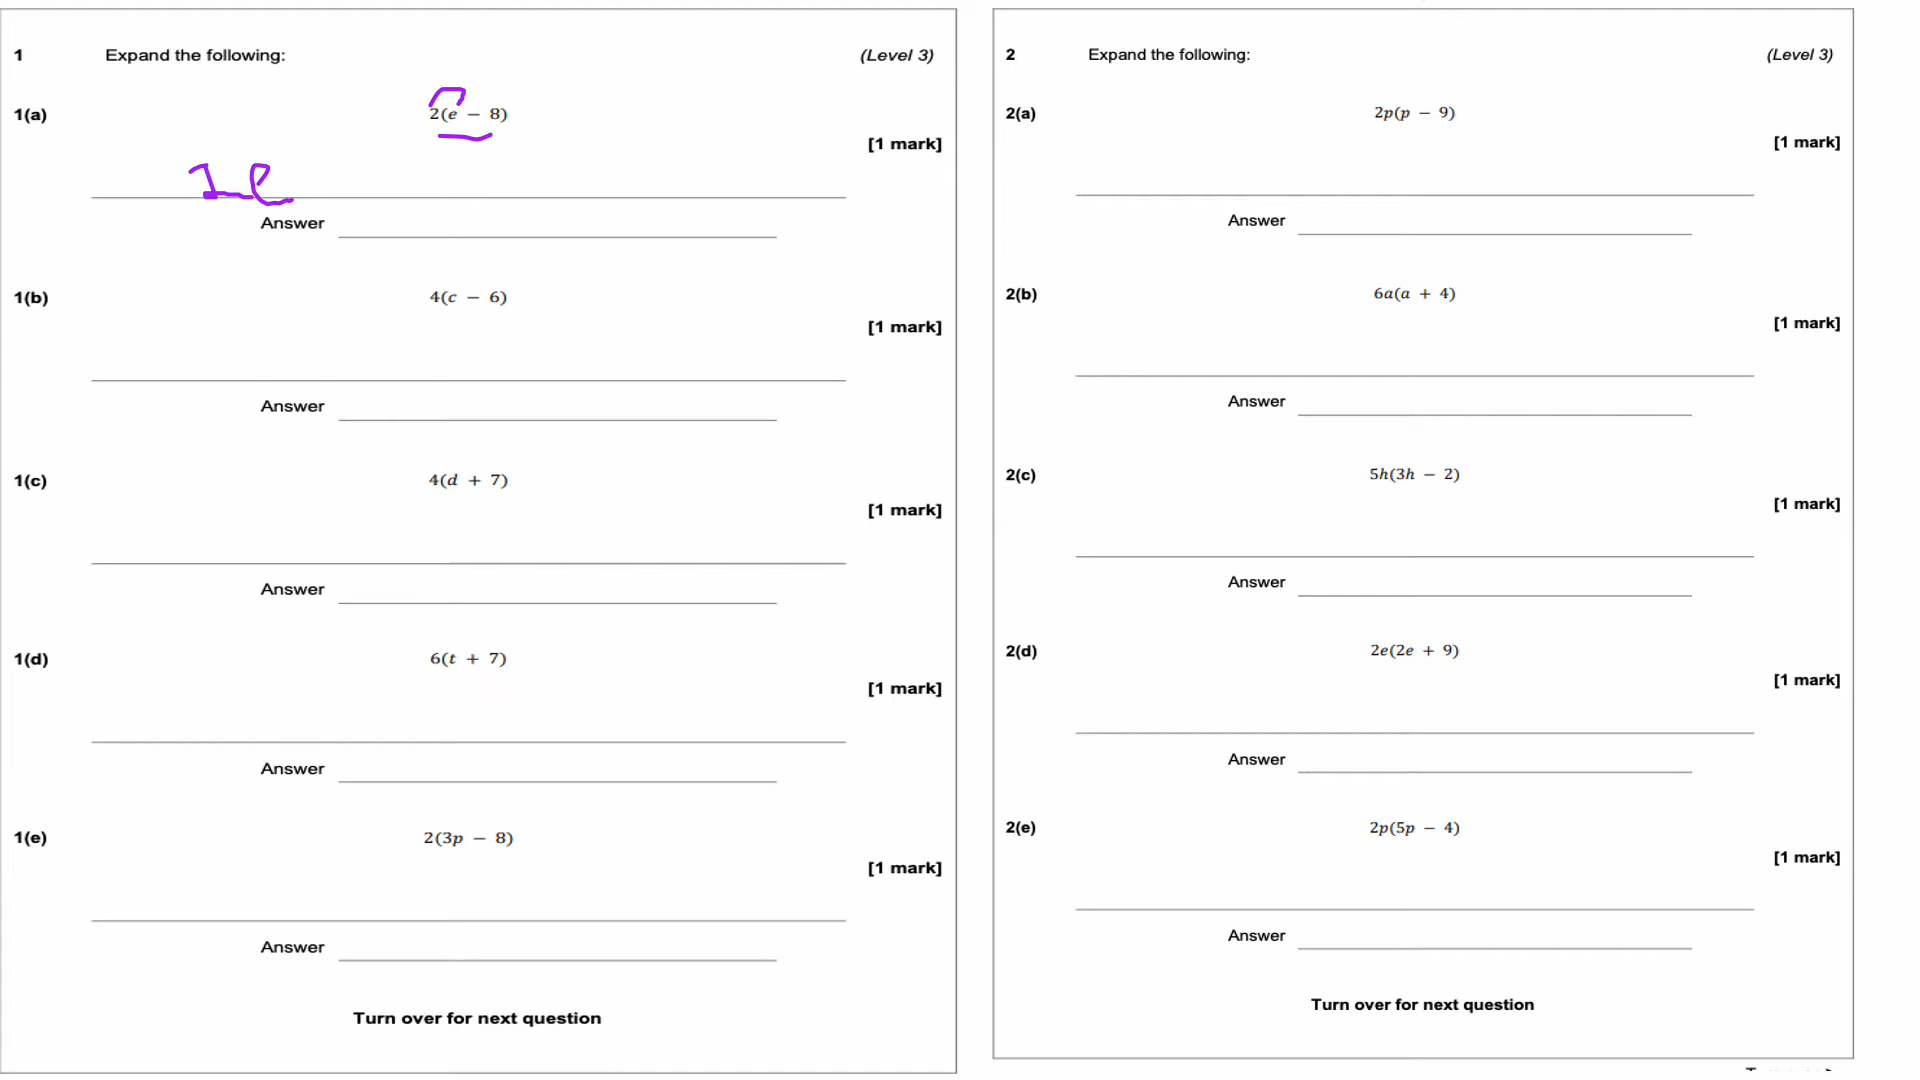 1 Expand the following: (Level 3)
1(a) 2(e − 8)
[1 mark]
2e
Answer
1(b) 4(c − 6)
[1 mark]
Answer
1(c) 4(d + 7)
[1 mark]
Answer
1(d) 6(t + 7)
[1 mark]
Answer
1(e) 2(3p − 8)
[1 mark]
Answer
Turn over for next question
2 Expand the following: (Level 3)
2(a) 2p(p − 9)
[1 mark]
Answer
2(b) 6a(a + 4)
[1 mark]
Answer
2(c) 5h(3h − 2)
[1 mark]
Answer
2(d) 2e(2e + 9)
[1 mark]
Answer
2(e) 2p(5p − 4)
[1 mark]
Answer
Turn over for next question